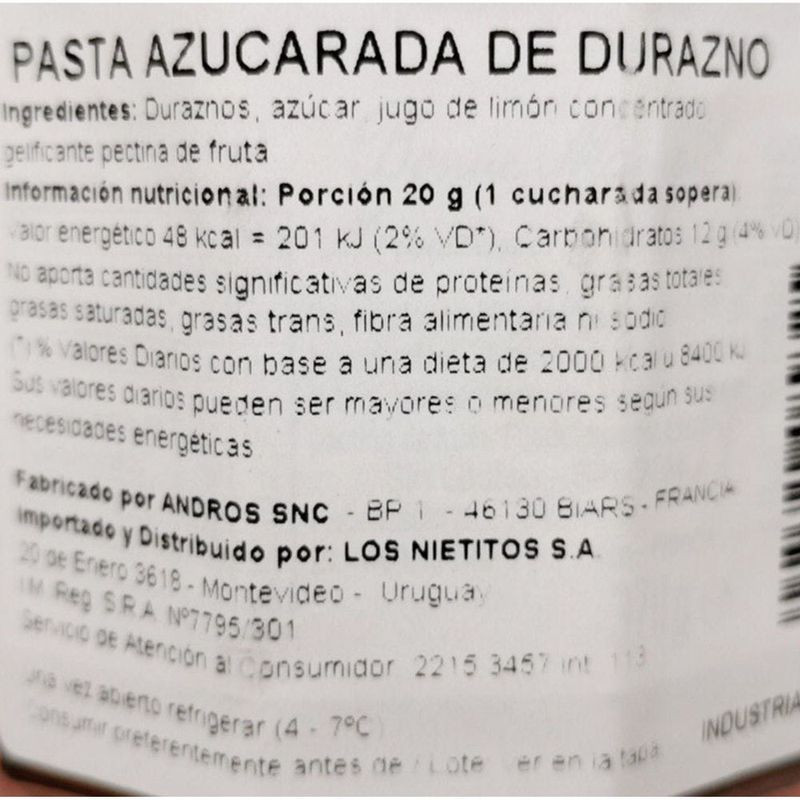 PASTA AZUCARADA DE DURAZNO
Ingredientes: Duraznos, azúcar, jugo de limón concentrado
gelificante pectina de fruta
Información nutricional: Porción 20 g (1 cucharada sopera)
Valor energético 48 kcal = 201 kJ (2% VD*), Carbohidratos 12 g (4% VD)
No aporta cantidades significativas de proteínas, grasas totales
grasas saturadas, grasas trans, fibra alimentaria ni sodio
(*) % Valores Diarios con base a una dieta de 2000 kcal u 8400 kJ
Sus valores diarios pueden ser mayores o menores según sus
necesidades energéticas
Fabricado por ANDROS SNC - BP 1 - 46130 BIARS - FRANCIA
Importado y Distribuido por: LOS NIETITOS S.A
20 de Enero 3618 - Montevideo - Uruguay
I.M. Reg. S.R.A. Nº7795/301
Servicio de Atención al Consumidor 2215 3457 int. 113
una vez abierto refrigerar (4 - 7ºC)
Consumir preferentemente antes de / Lote ver en la tapa
INDUSTRIA